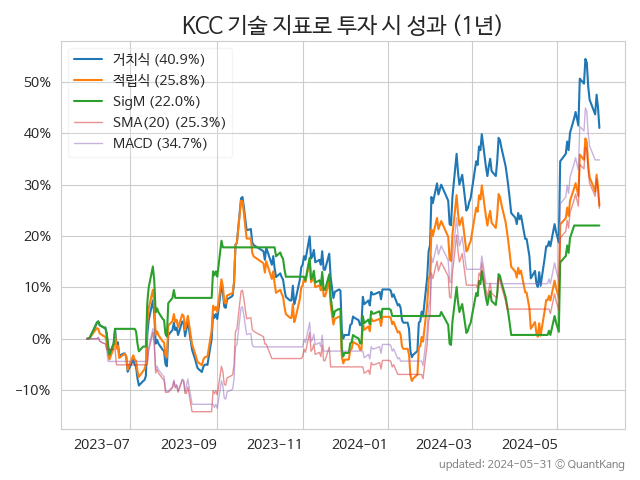 KCC 기술 지표로 투자 시 성과 (1년)
거치식 (40.9%)
적립식 (25.8%)
SigM (22.0%)
SMA(20) (25.3%)
MACD (34.7%)
50%
40%
30%
20%
10%
0%
−10%
2023−07
2023−09
2023−11
2024−01
2024−03
2024−05
updated: 2024-05-31 © QuantKang